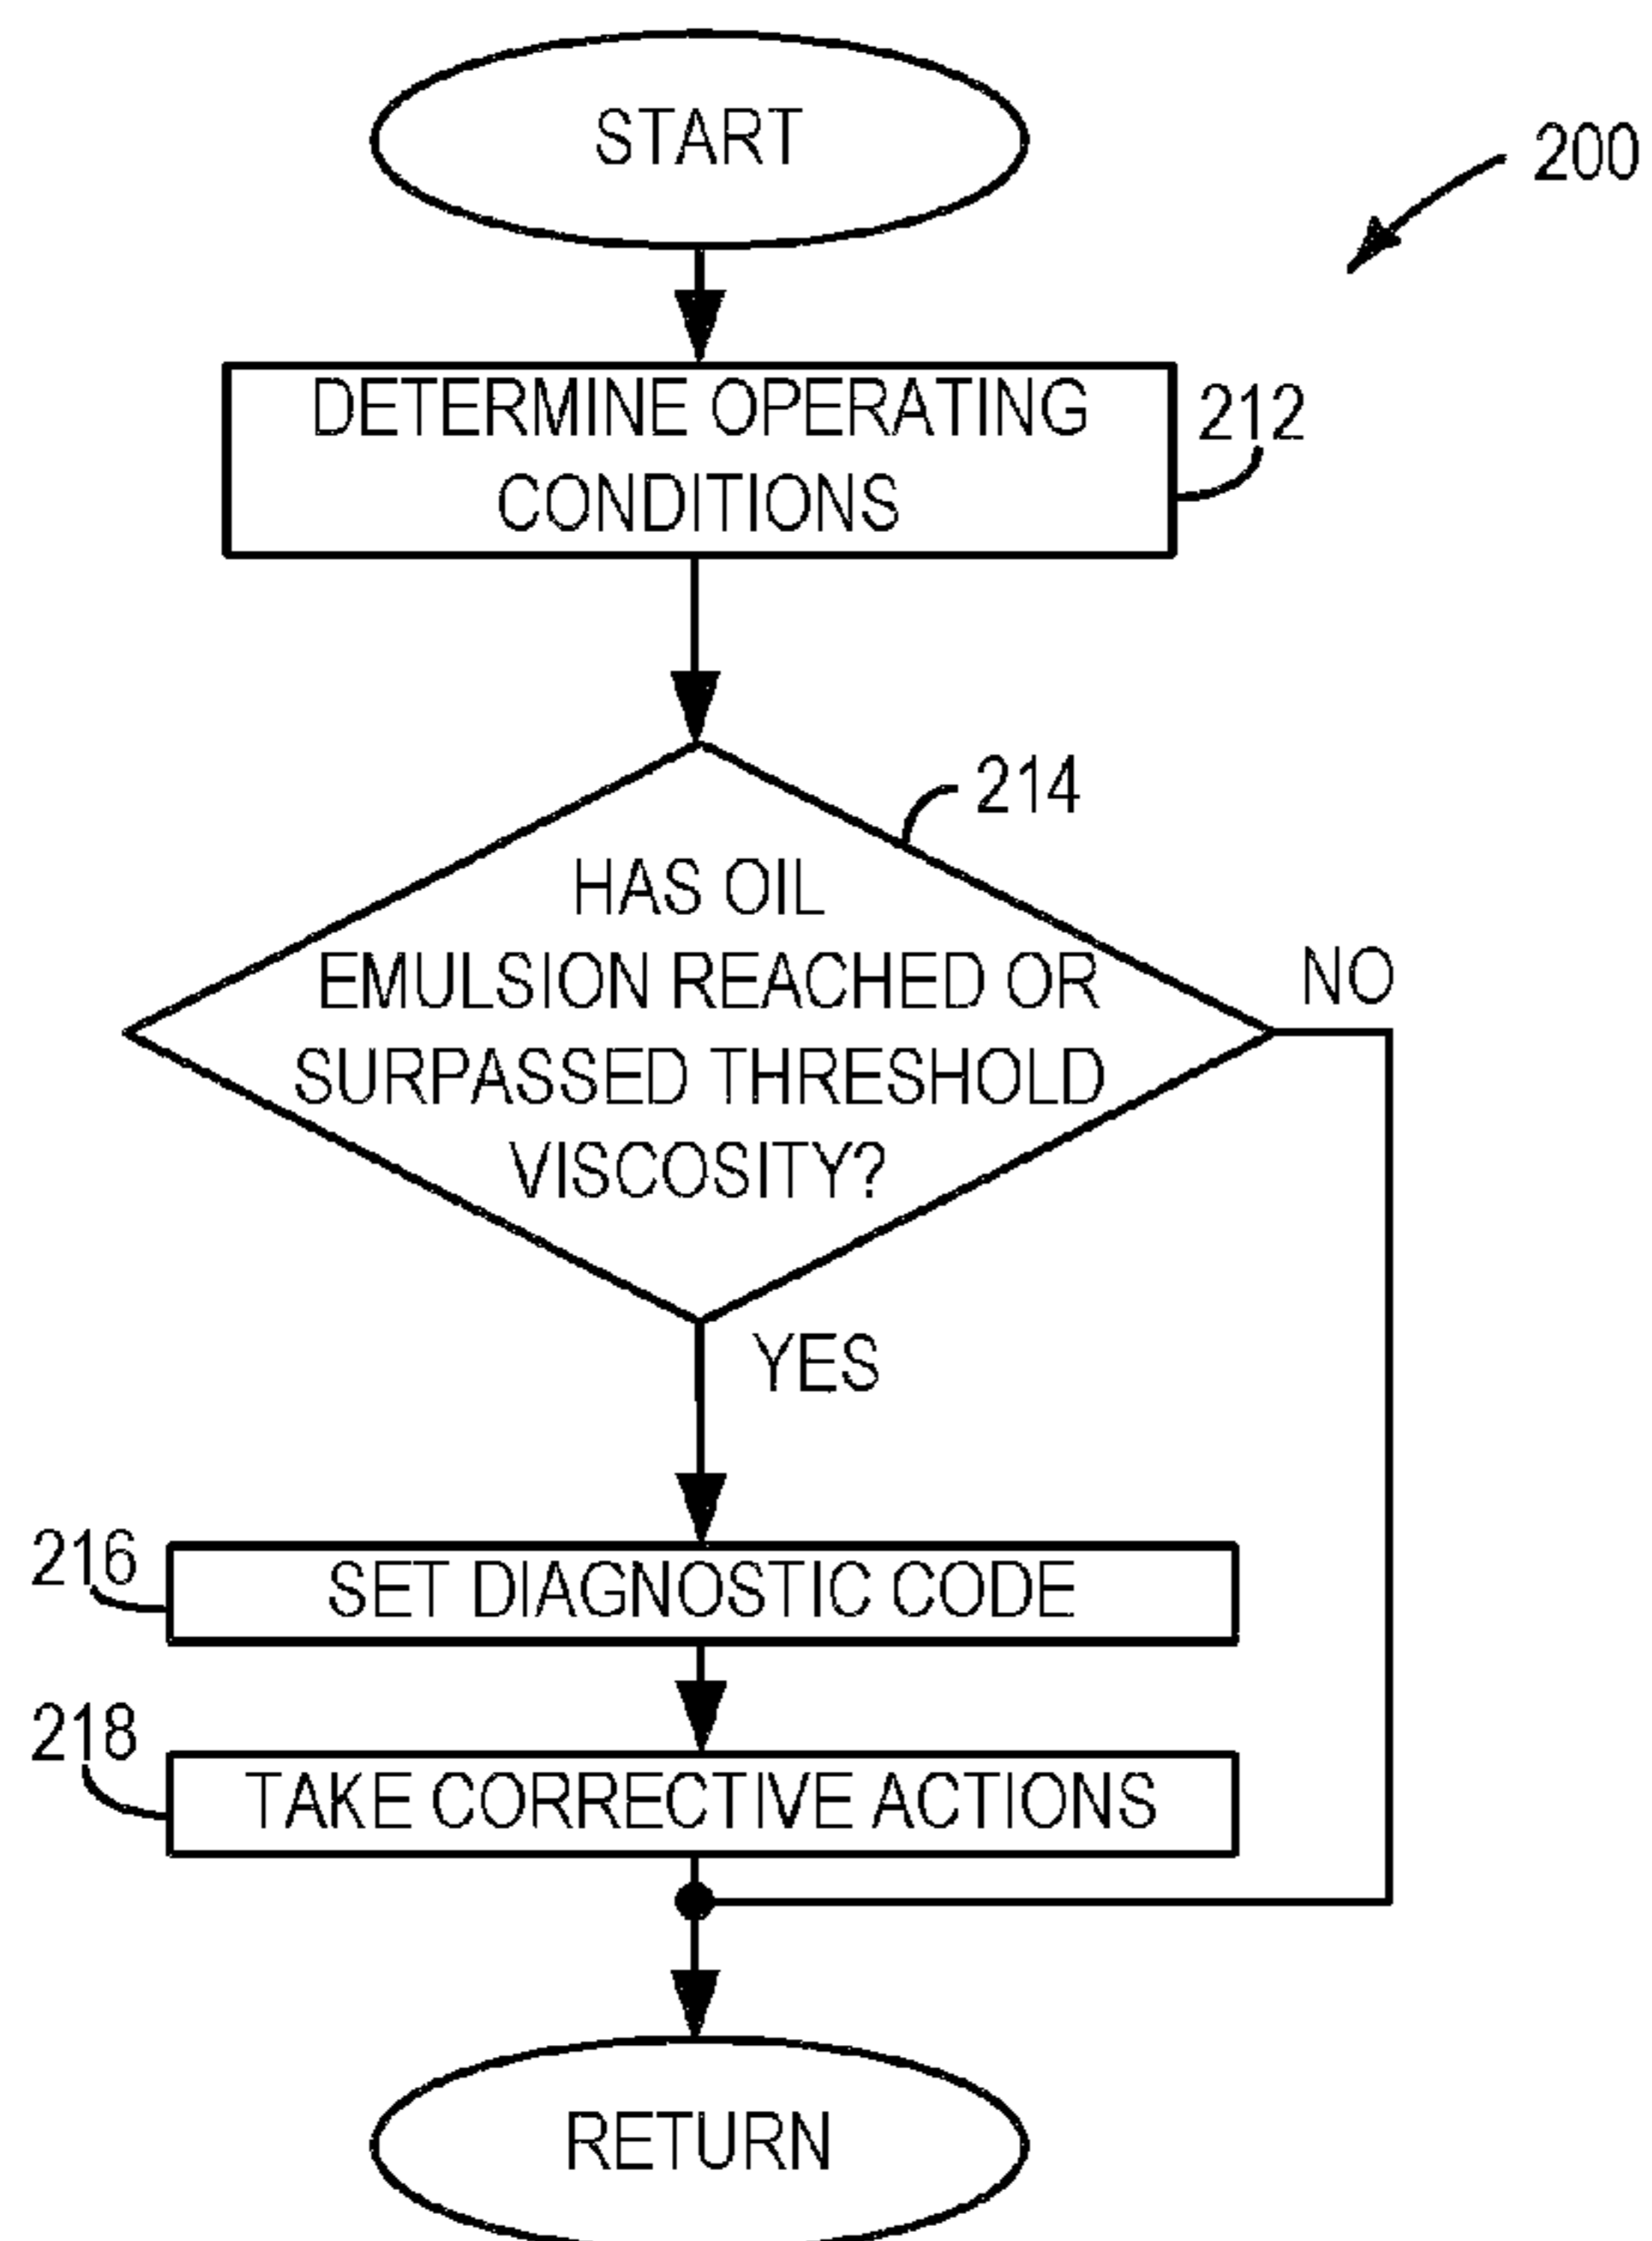 START
200
DETERMINE OPERATING
CONDITIONS
212
214
HAS OIL
EMULSION REACHED OR
SURPASSED THRESHOLD
VISCOSITY?
NO
YES
216
SET DIAGNOSTIC CODE
218
TAKE CORRECTIVE ACTIONS
RETURN